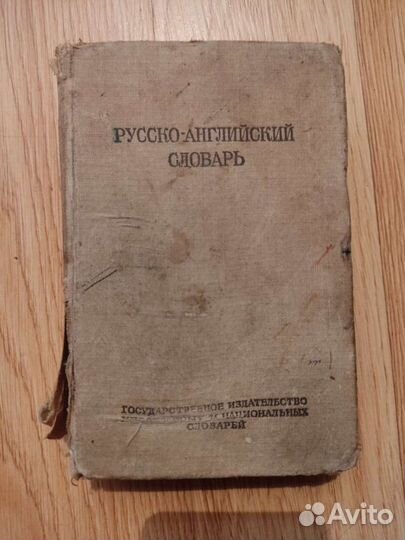 РУССКО-АНГЛИЙСКИЙ
СЛОВАРЬ
ГОСУДАРСТВЕННОЕ ИЗДАТЕЛЬСТВО
И НАЦИОНАЛЬНЫХ
СЛОВАРЕЙ
Avito